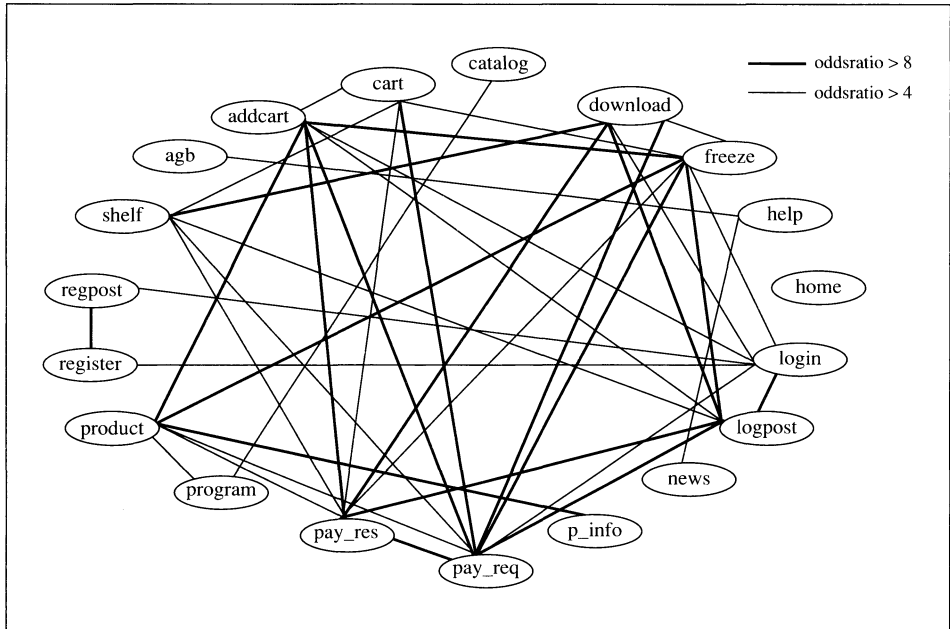 catalog
oddsratio > 8
cart
oddsratio > 4
addcart
download
agb
freeze
shelf
help
regpost
home
register
login
product
logpost
program
news
pay_res
p_info
pay_req